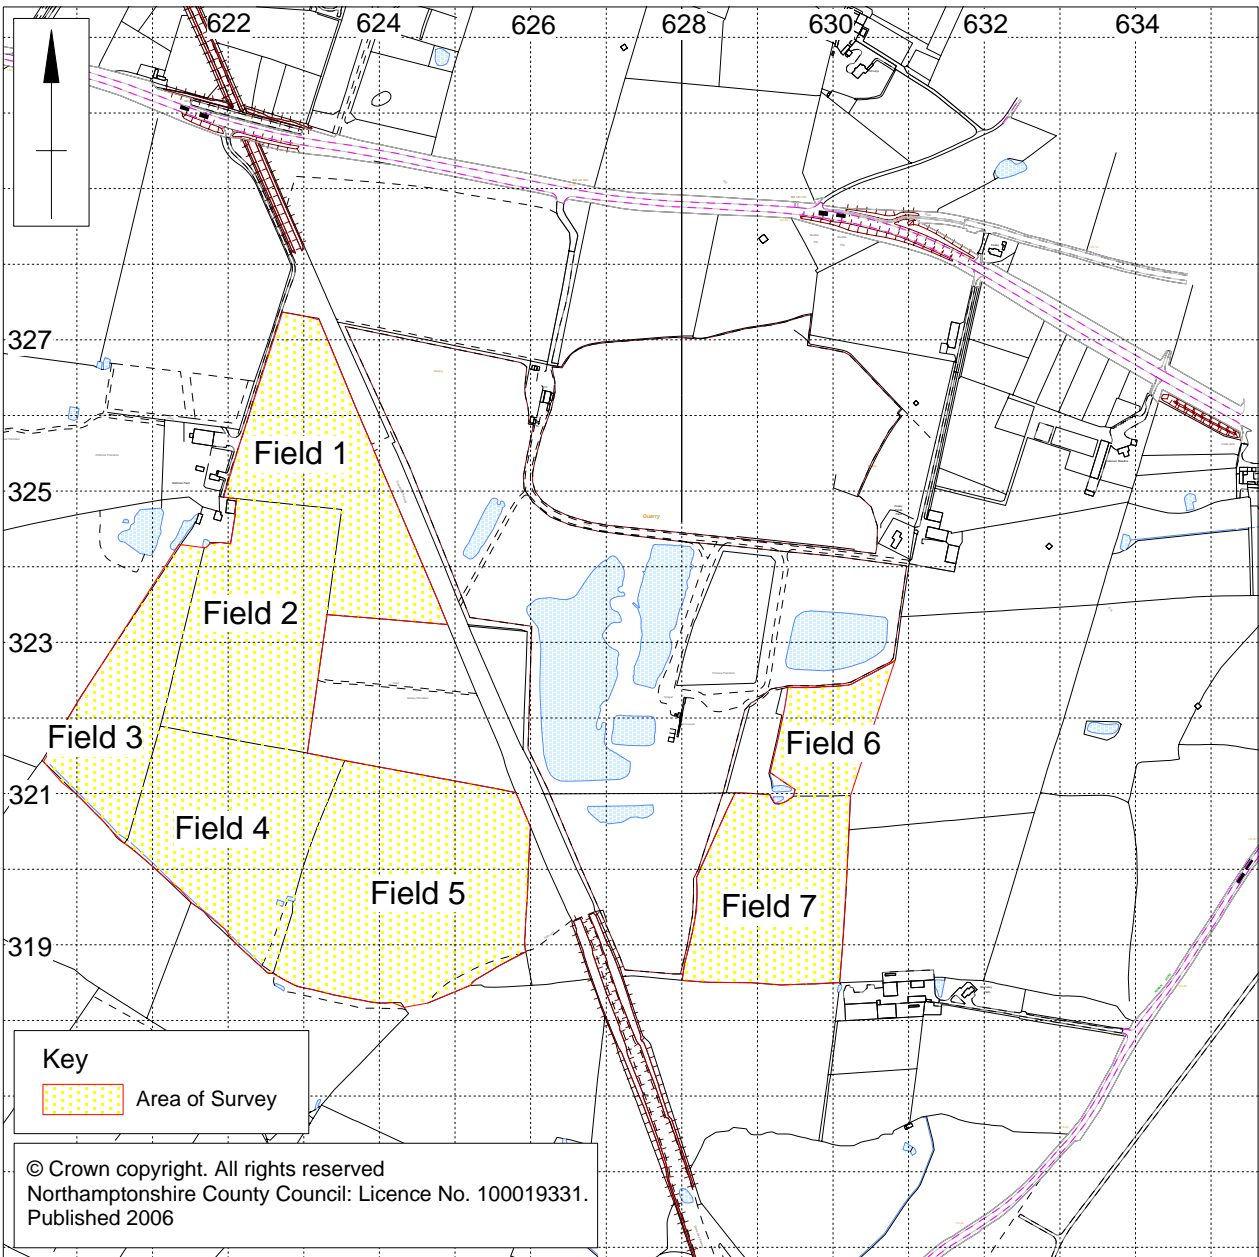 622 624 626 628 630 632 634
327
Field 1
325
Quarry
Field 2
323
Field 3
Field 6
321
Field 4
Field 5
Field 7
319
Key
Area of Survey
© Crown copyright. All rights reserved
Northamptonshire County Council: Licence No. 100019331.
Published 2006